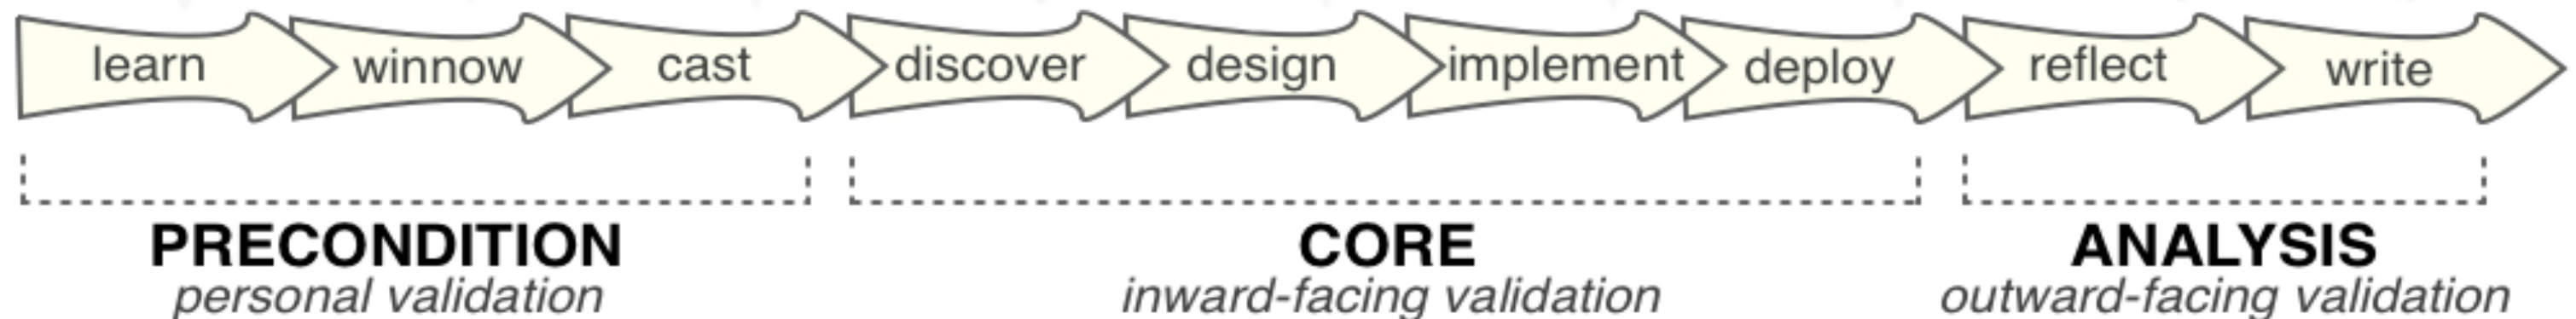 learn winnow cast discover design implement deploy reflect write
PRECONDITION CORE ANALYSIS
personal validation inward-facing validation outward-facing validation